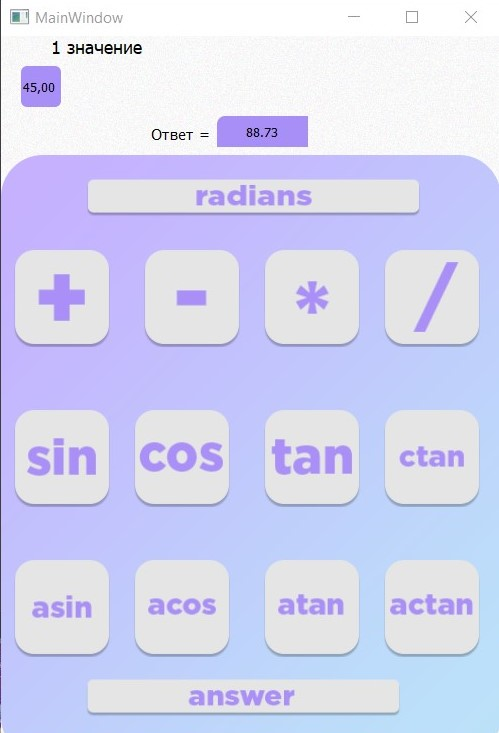 MainWindow
1 значение
45,00
Ответ = 88.73
radians
+ - * /
sin cos tan ctan
asin acos atan actan
answer